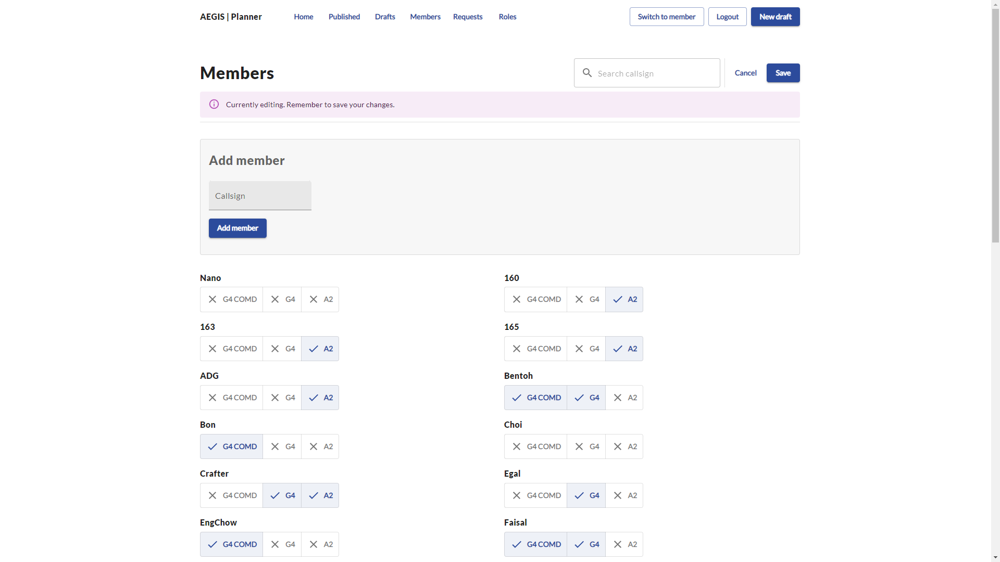 AEGIS | Planner Home Published Drafts Members Requests Roles Switch to member Logout New draft
Members Search callsign Cancel Save
Currently editing. Remember to save your changes.
Add member
Callsign
Add member
Nano 160
G4 COMD G4 A2 G4 COMD G4 A2
163 165
G4 COMD G4 A2 G4 COMD G4 A2
ADG Bentoh
G4 COMD G4 A2 G4 COMD G4 A2
Bon Choi
G4 COMD G4 A2 G4 COMD G4 A2
Crafter Egal
G4 COMD G4 A2 G4 COMD G4 A2
EngChow Faisal
G4 COMD G4 A2 G4 COMD G4 A2